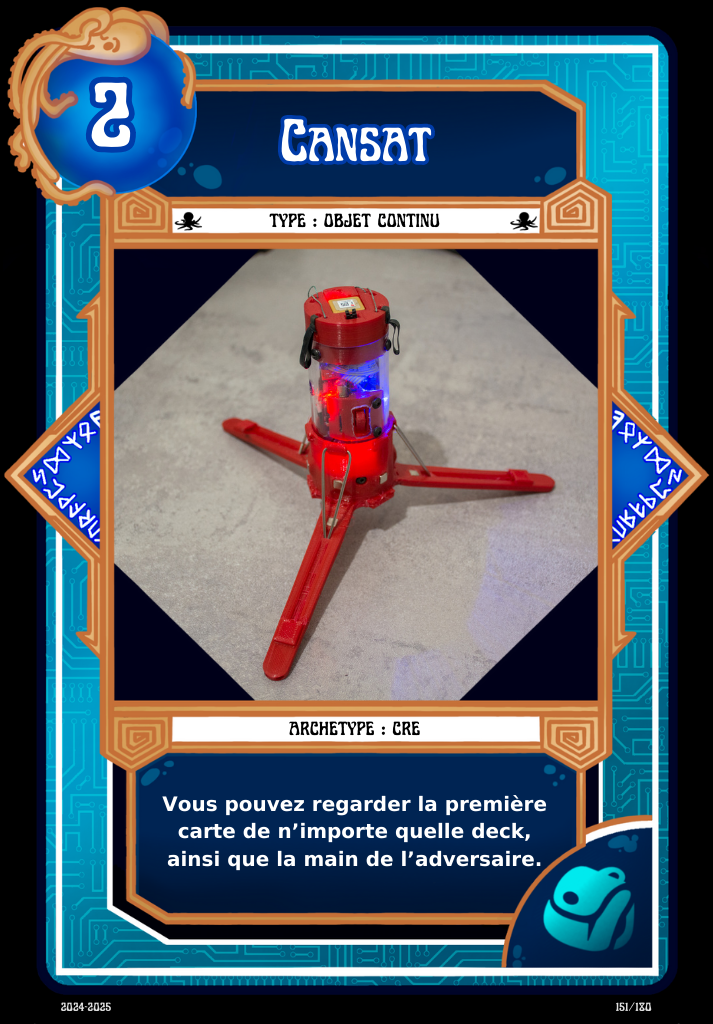 2
CANSAT
TYPE : OBJET CONTINU
ARCHETYPE : CRE
Vous pouvez regarder la première
carte de n’importe quelle deck,
ainsi que la main de l’adversaire.
2024-2025
151/180